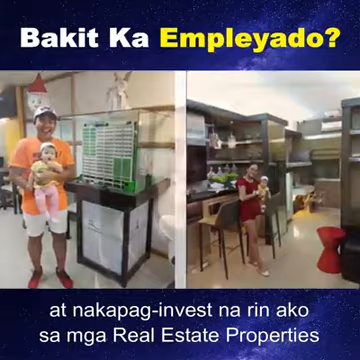 Bakit Ka Empleyado?
at nakapag-invest na rin ako
sa mga Real Estate Properties